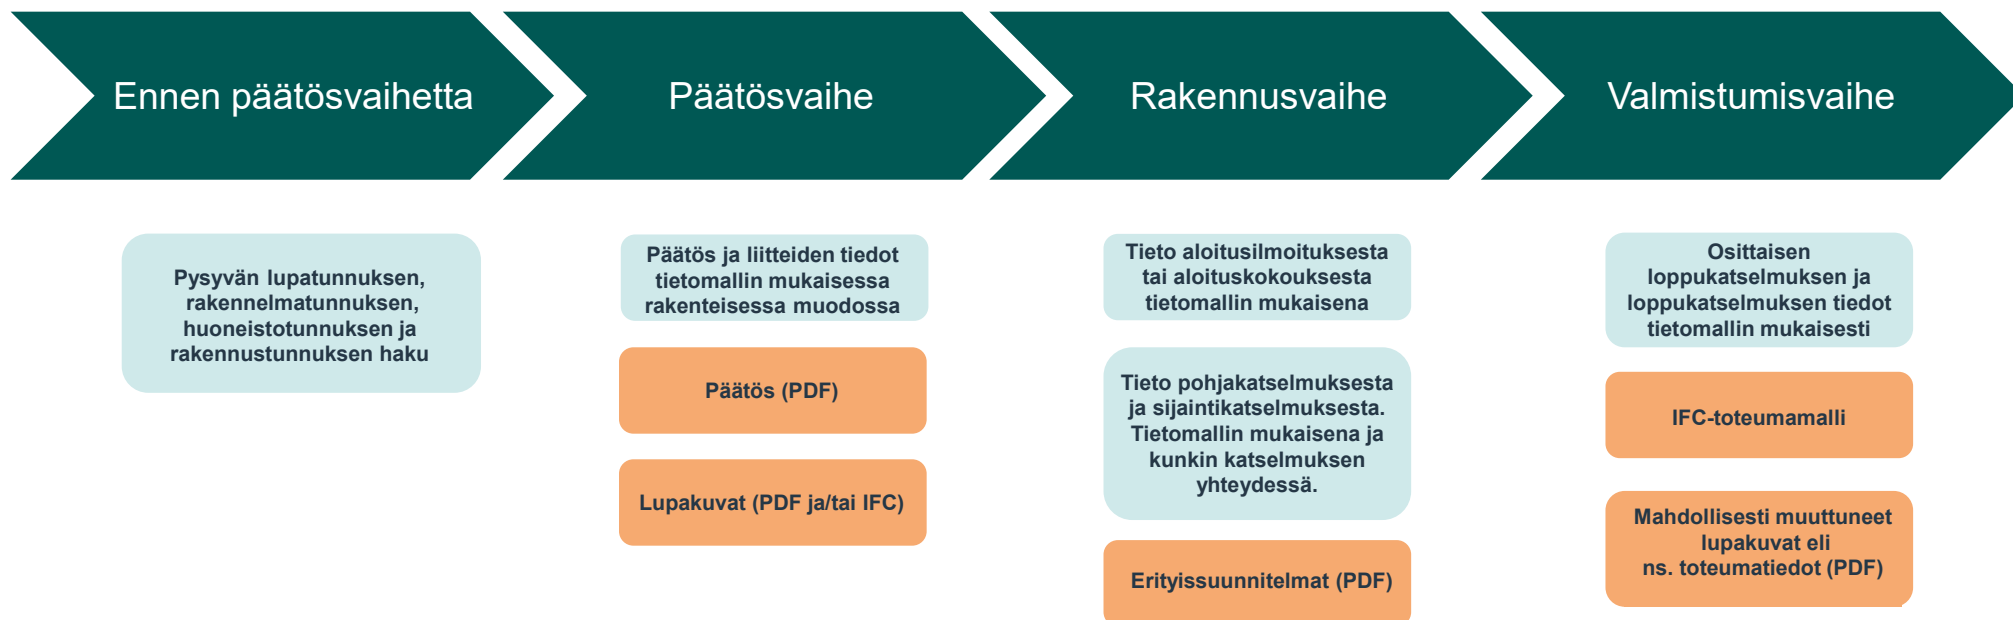 Ennen päätösvaihetta
Päätösvaihe
Rakennusvaihe
Valmistumisvaihe
Pysyvän lupatunnuksen,
rakennelmatunnuksen,
huoneistotunnuksen ja
rakennustunnuksen haku
Päätös ja liitteiden tiedot
tietomallin mukaisessa
rakenteisessa muodossa
Päätös (PDF)
Lupakuvat (PDF ja/tai IFC)
Tieto aloitusilmoituksesta
tai aloituskokouksesta
tietomallin mukaisena
Tieto pohjakatselmuksesta
ja sijaintikatselmuksesta.
Tietomallin mukaisena ja
kunkin katselmuksen
yhteydessä.
Erityissuunnitelmat (PDF)
Osittaisen
loppukatselmuksen ja
loppukatselmuksen tiedot
tietomallin mukaisesti
IFC-toteumamalli
Mahdollisesti muuttuneet
lupakuvat eli
ns. toteumatiedot (PDF)